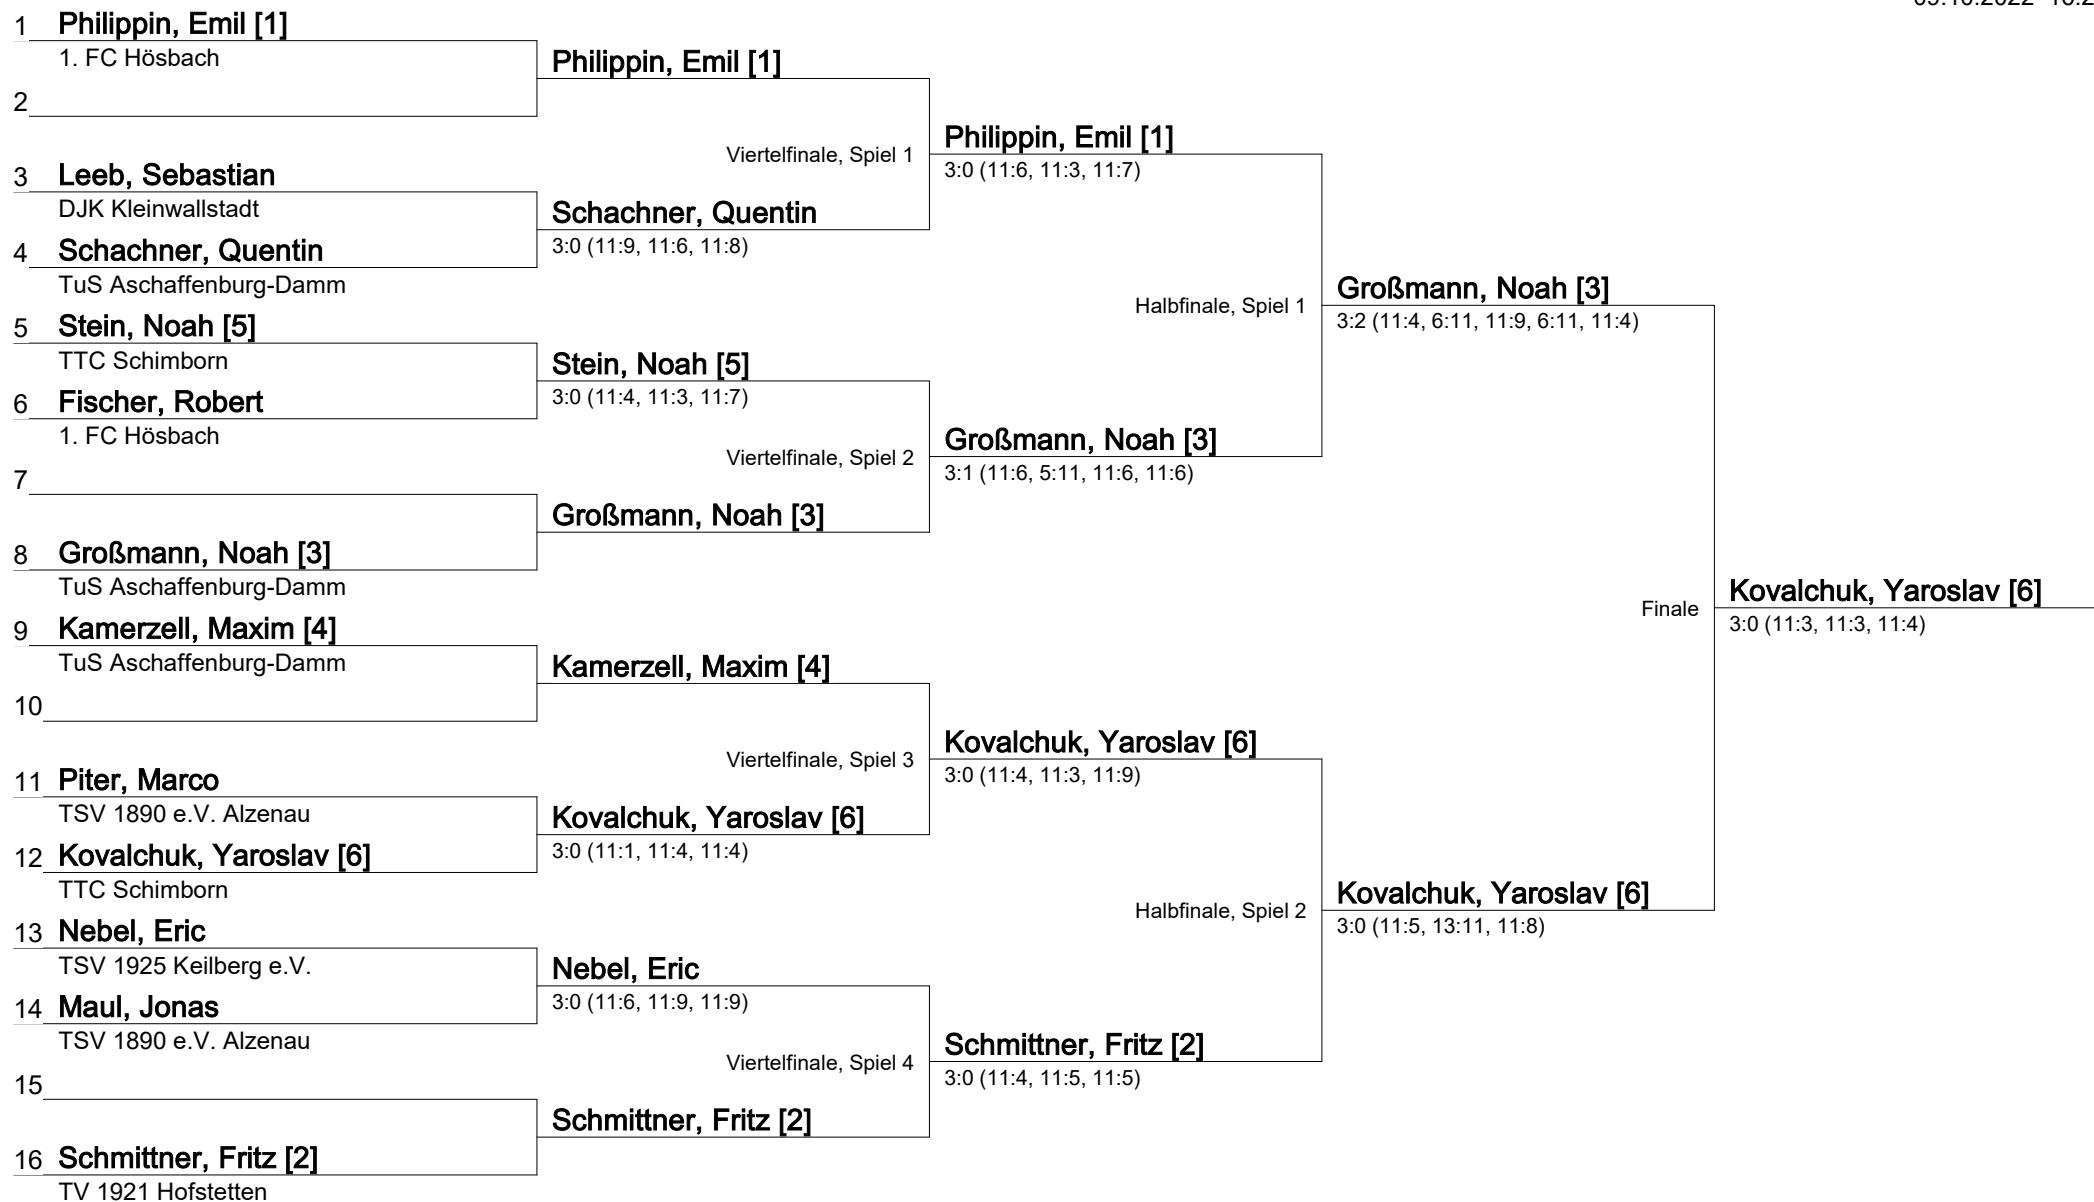 1 Philippin, Emil [1]
1. FC Hösbach
Philippin, Emil [1]
2
Philippin, Emil [1]
Viertelfinale, Spiel 1
3:0 (11:6, 11:3, 11:7)
3 Leeb, Sebastian
DJK Kleinwallstadt
Schachner, Quentin
3:0 (11:9, 11:6, 11:8)
4 Schachner, Quentin
TuS Aschaffenburg-Damm
Großmann, Noah [3]
Halbfinale, Spiel 1
3:2 (11:4, 6:11, 11:9, 6:11, 11:4)
5 Stein, Noah [5]
TTC Schimborn
Stein, Noah [5]
3:0 (11:4, 11:3, 11:7)
6 Fischer, Robert
1. FC Hösbach
Großmann, Noah [3]
Viertelfinale, Spiel 2
3:1 (11:6, 5:11, 11:6, 11:6)
7
Großmann, Noah [3]
8 Großmann, Noah [3]
TuS Aschaffenburg-Damm
Kovalchuk, Yaroslav [6]
Finale
3:0 (11:3, 11:3, 11:4)
9 Kamerzell, Maxim [4]
TuS Aschaffenburg-Damm
Kamerzell, Maxim [4]
10
Kovalchuk, Yaroslav [6]
Viertelfinale, Spiel 3
3:0 (11:4, 11:3, 11:9)
11 Piter, Marco
TSV 1890 e.V. Alzenau
Kovalchuk, Yaroslav [6]
3:0 (11:1, 11:4, 11:4)
12 Kovalchuk, Yaroslav [6]
TTC Schimborn
Kovalchuk, Yaroslav [6]
Halbfinale, Spiel 2
3:0 (11:5, 13:11, 11:8)
13 Nebel, Eric
TSV 1925 Keilberg e.V.
Nebel, Eric
3:0 (11:6, 11:9, 11:9)
14 Maul, Jonas
TSV 1890 e.V. Alzenau
Schmittner, Fritz [2]
Viertelfinale, Spiel 4
3:0 (11:4, 11:5, 11:5)
15
Schmittner, Fritz [2]
16 Schmittner, Fritz [2]
TV 1921 Hofstetten